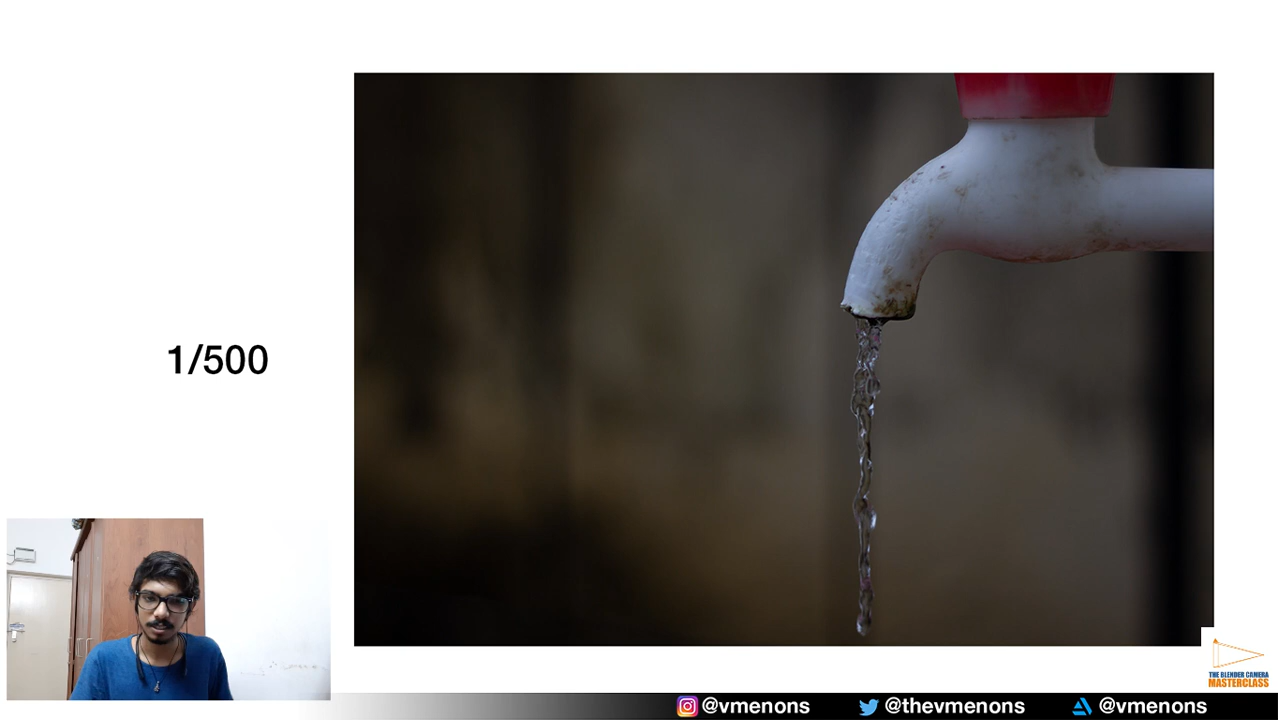 1/500
THE BLENDER CAMERA
MASTERCLASS
@vmenons
@thevmenons
@vmenons